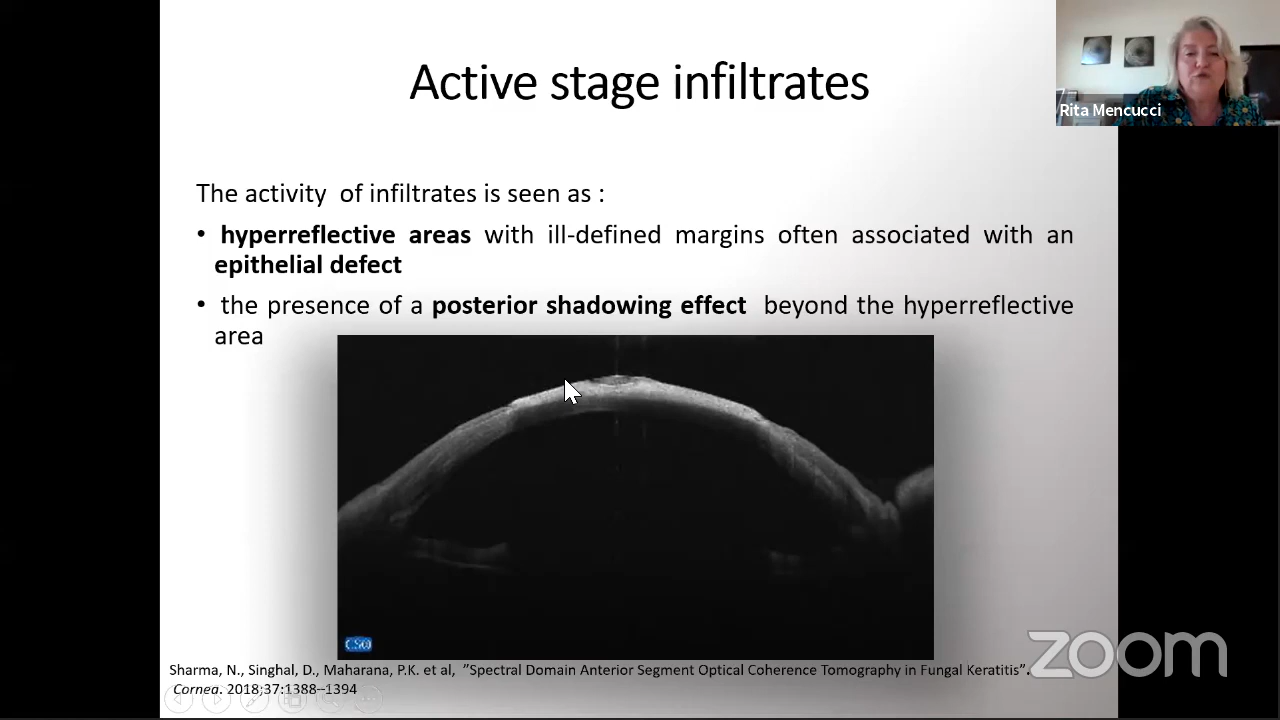 Active stage infiltrates
Rita Mencucci
The activity of infiltrates is seen as :
• hyperreflective areas with ill-defined margins often associated with an
epithelial defect
• the presence of a posterior shadowing effect beyond the hyperreflective
area
CSO
Sharma, N., Singhal, D., Maharana, P.K. et al, "Spectral Domain Anterior Segment Optical Coherence Tomography in Fungal Keratitis".
Cornea. 2018;37:1388–1394
zoom